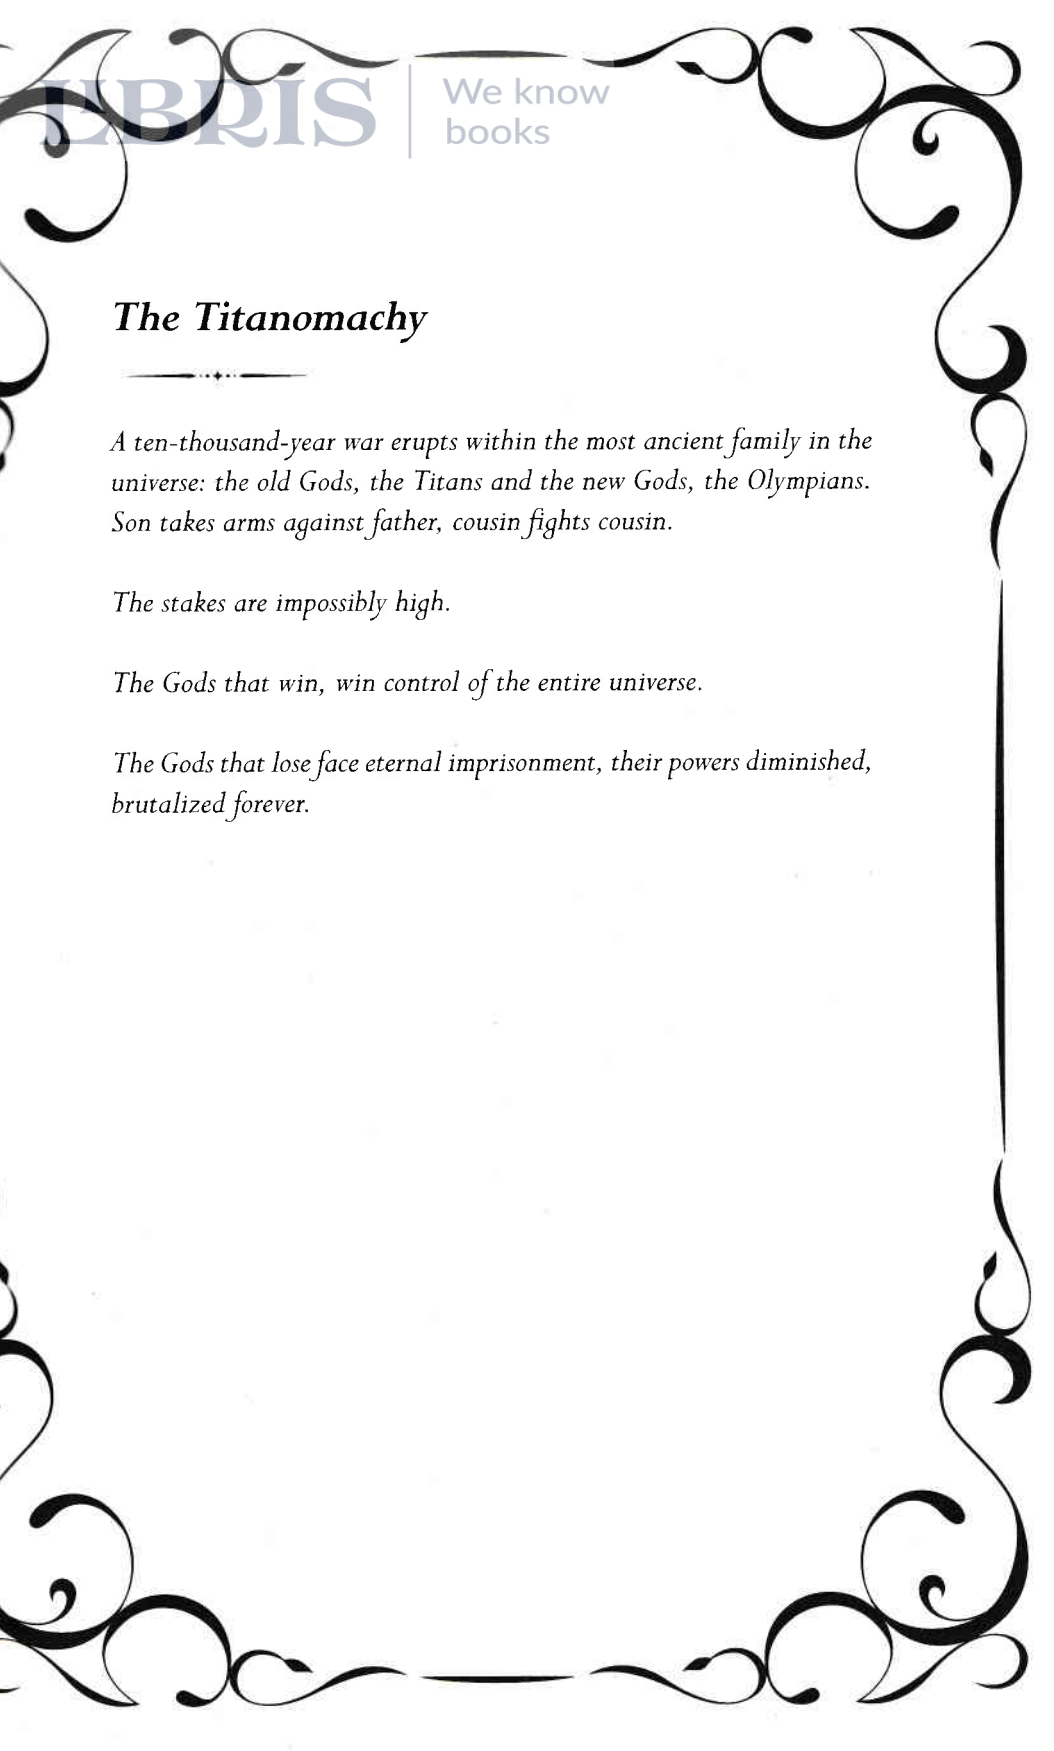 EBRIS
We know
books
The Titanomachy
A ten-thousand-year war erupts within the most ancient family in the
universe: the old Gods, the Titans and the new Gods, the Olympians.
Son takes arms against father, cousin fights cousin.
The stakes are impossibly high.
The Gods that win, win control of the entire universe.
The Gods that lose face eternal imprisonment, their powers diminished,
brutalized forever.